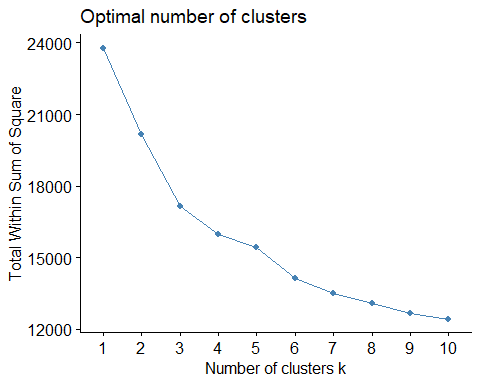 Optimal number of clusters
Total Within Sum of Square
24000
21000
18000
15000
12000
1 2 3 4 5 6 7 8 9 10
Number of clusters k